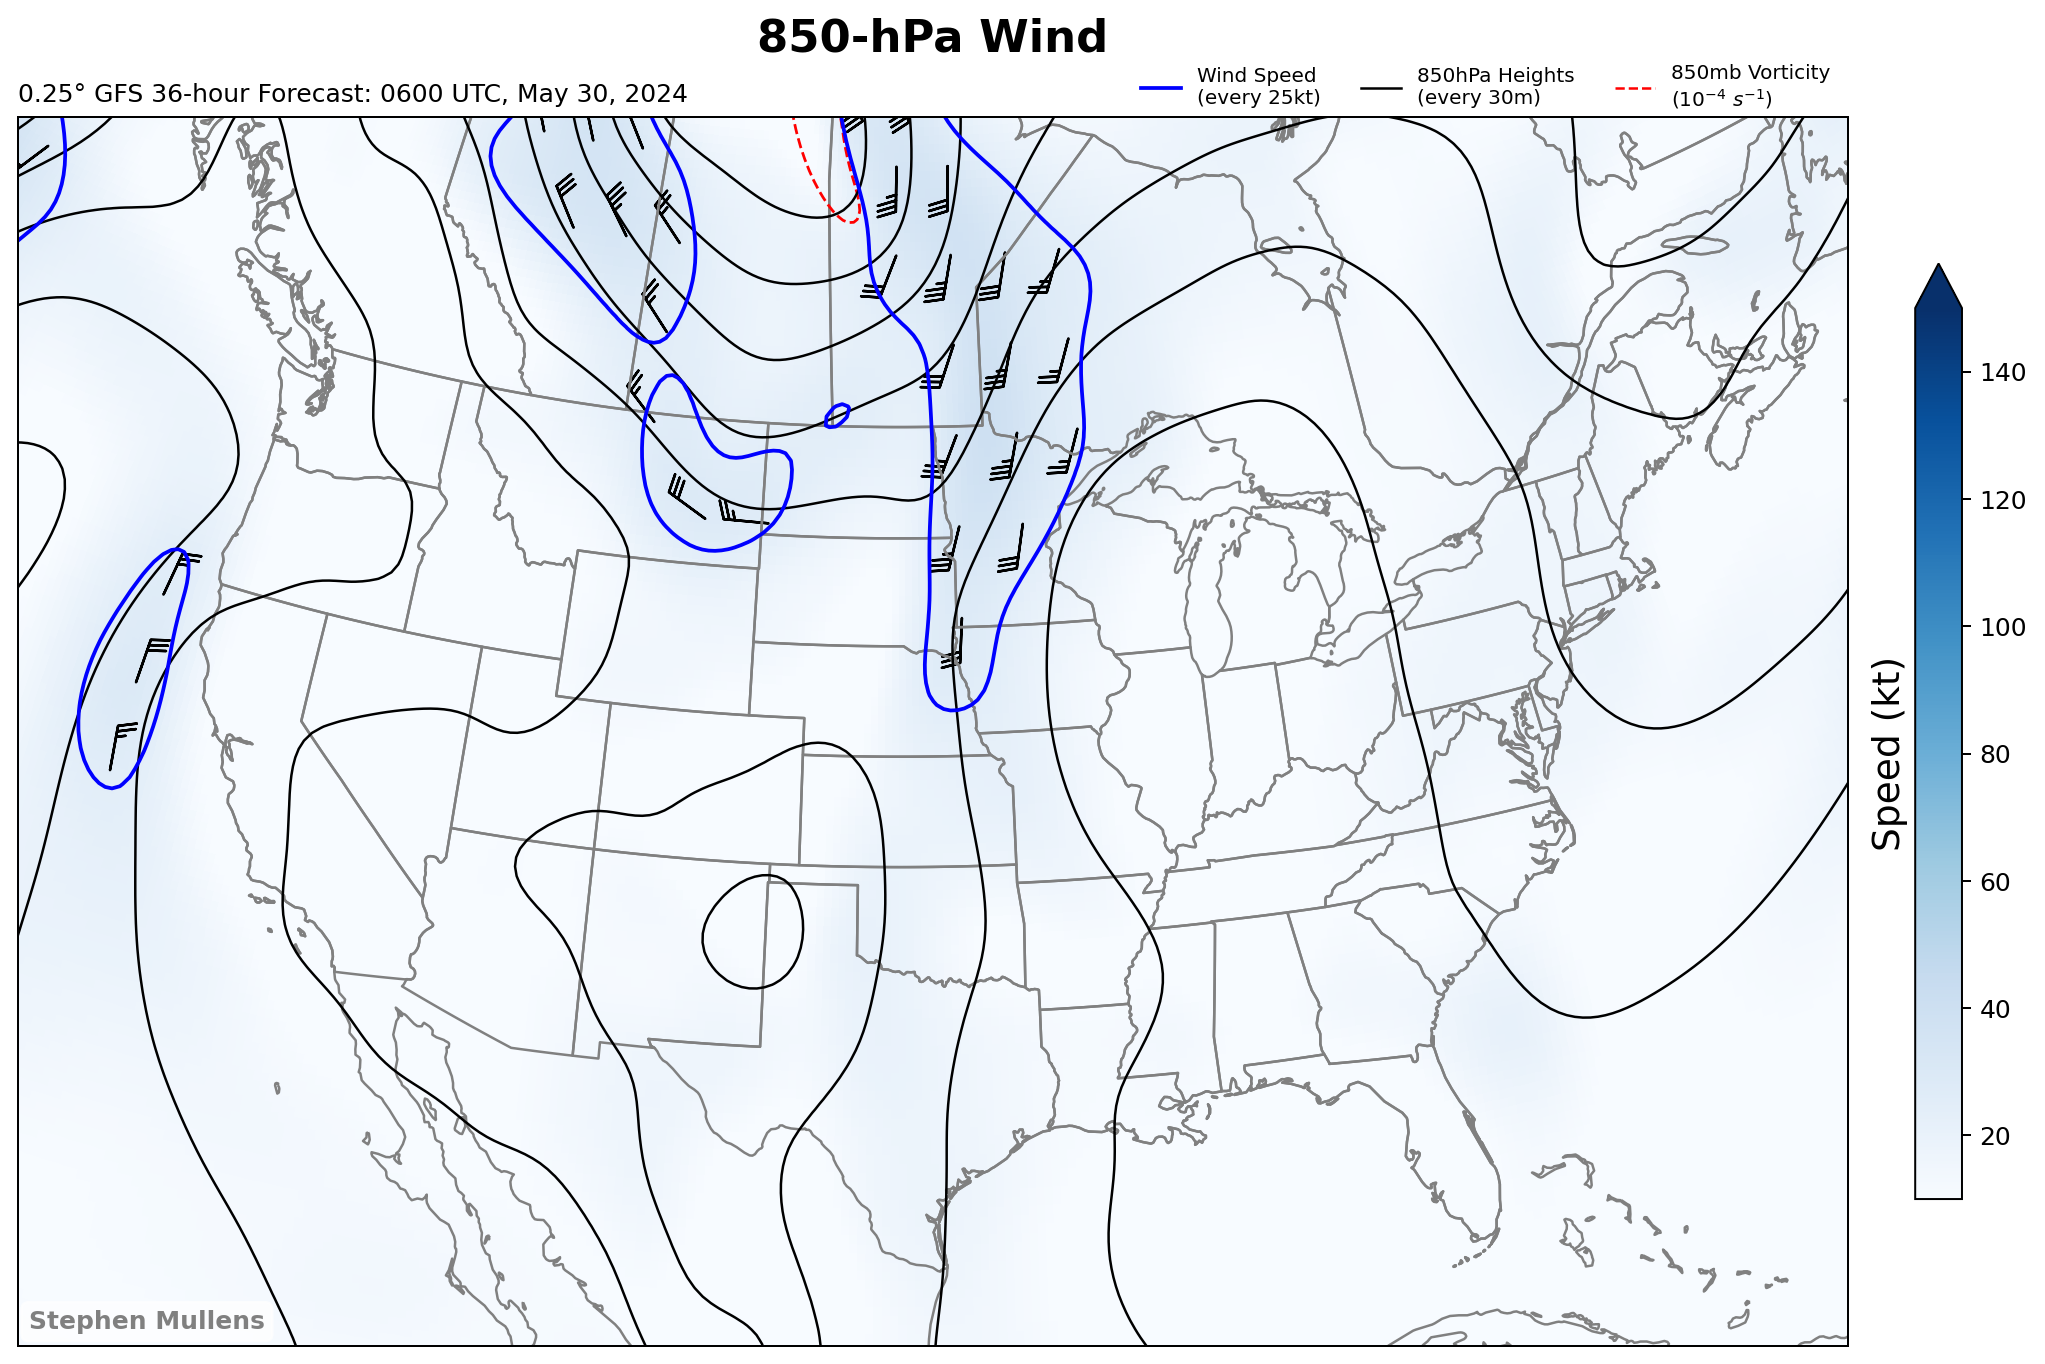 850-hPa Wind
0.25° GFS 36-hour Forecast: 0600 UTC, May 30, 2024
Wind Speed
(every 25kt)
850hPa Heights
(every 30m)
850mb Vorticity
(10⁻⁴ s⁻¹)
140
120
100
80
60
40
20
Speed (kt)
Stephen Mullens